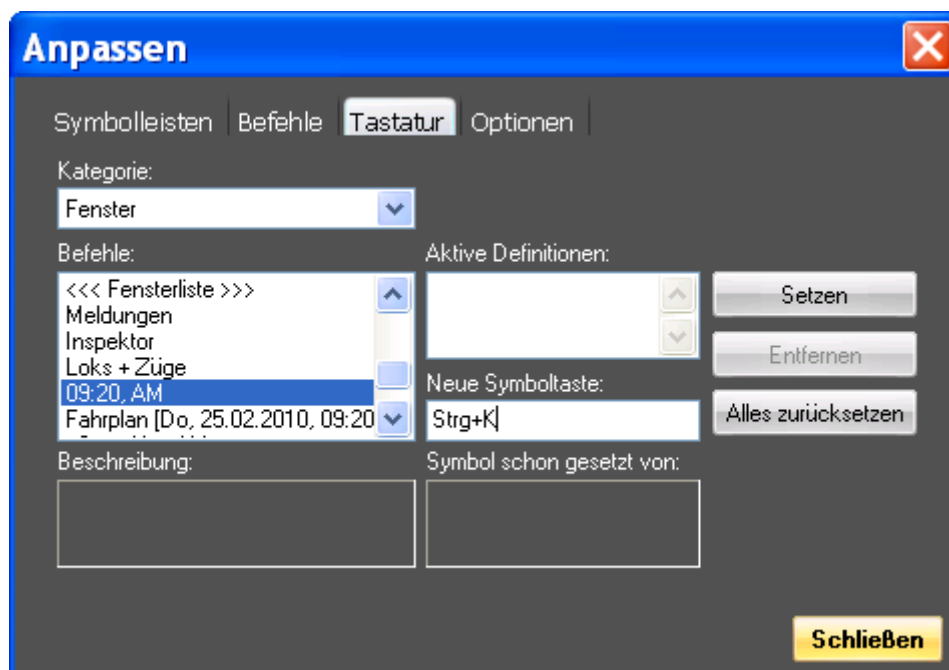 Anpassen
Symbolleisten Befehle Tastatur Optionen
Kategorie:
Fenster
Befehle:
<<< Fensterliste >>>
Meldungen
Inspektor
Loks + Züge
09:20, AM
Fahrplan [Do, 25.02.2010, 09:20
Aktive Definitionen:
Neue Symboltaste:
Strg+K
Setzen
Entfernen
Alles zurücksetzen
Beschreibung:
Symbol schon gesetzt von:
Schließen